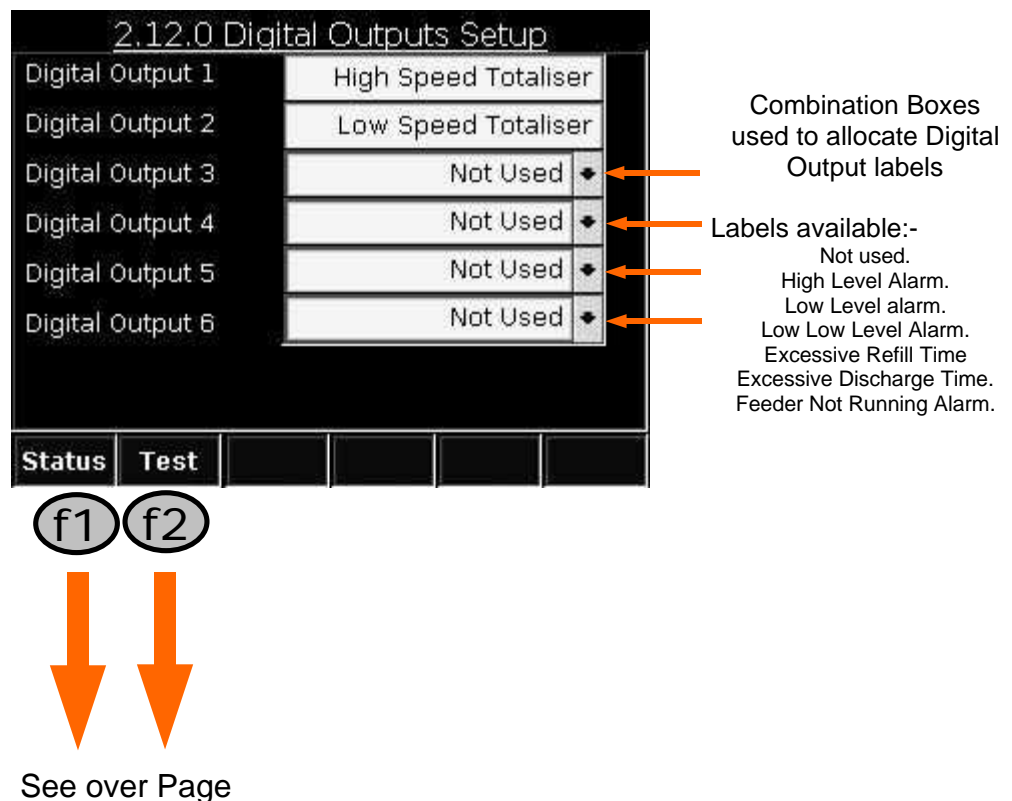 2.12.0 Digital Outputs Setup
Digital Output 1 High Speed Totaliser
Digital Output 2 Low Speed Totaliser
Digital Output 3 Not Used
Digital Output 4 Not Used
Digital Output 5 Not Used
Digital Output 6 Not Used
Status Test
f1 f2
See over Page
Combination Boxes
used to allocate Digital
Output labels
Labels available:-
Not used.
High Level Alarm.
Low Level alarm.
Low Low Level Alarm.
Excessive Refill Time
Excessive Discharge Time.
Feeder Not Running Alarm.